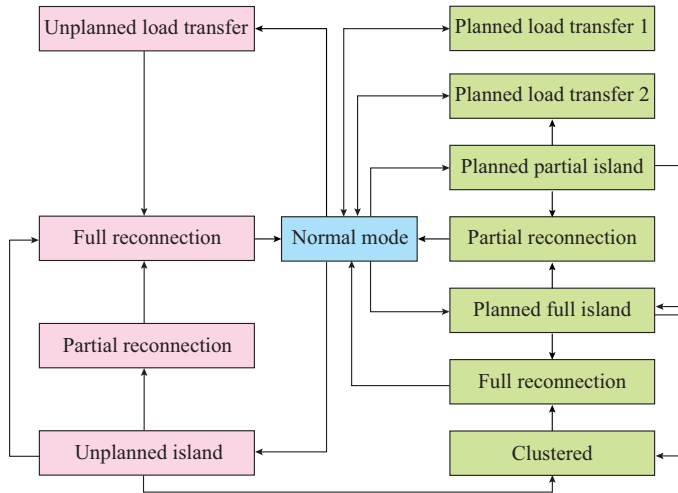 Unplanned load transfer
Planned load transfer 1
Planned load transfer 2
Planned partial island
Full reconnection
Normal mode
Partial reconnection
Planned full island
Partial reconnection
Full reconnection
Unplanned island
Clustered